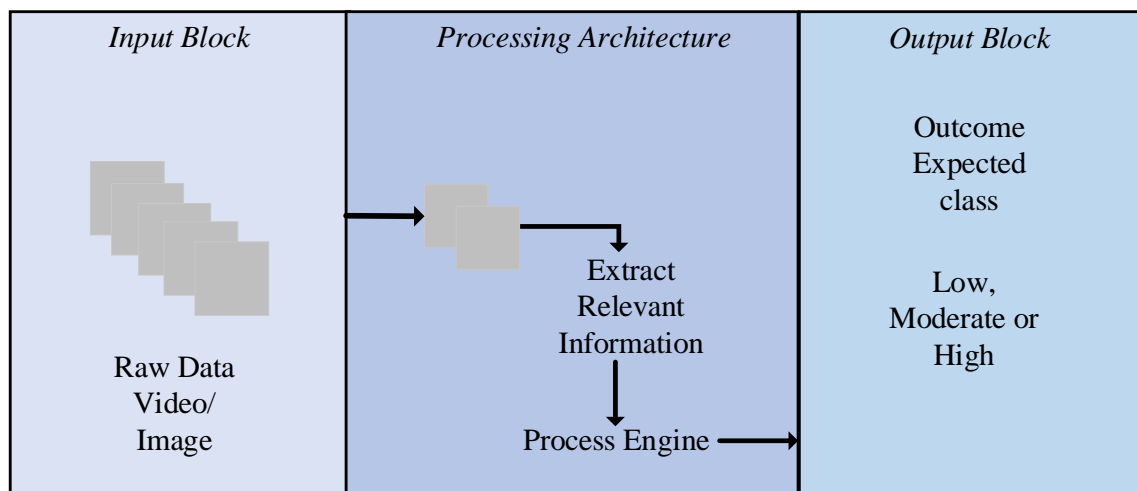 Input Block
Raw Data
Video/
Image
Processing Architecture
Extract
Relevant
Information
Process Engine
Output Block
Outcome
Expected
class
Low,
Moderate or
High